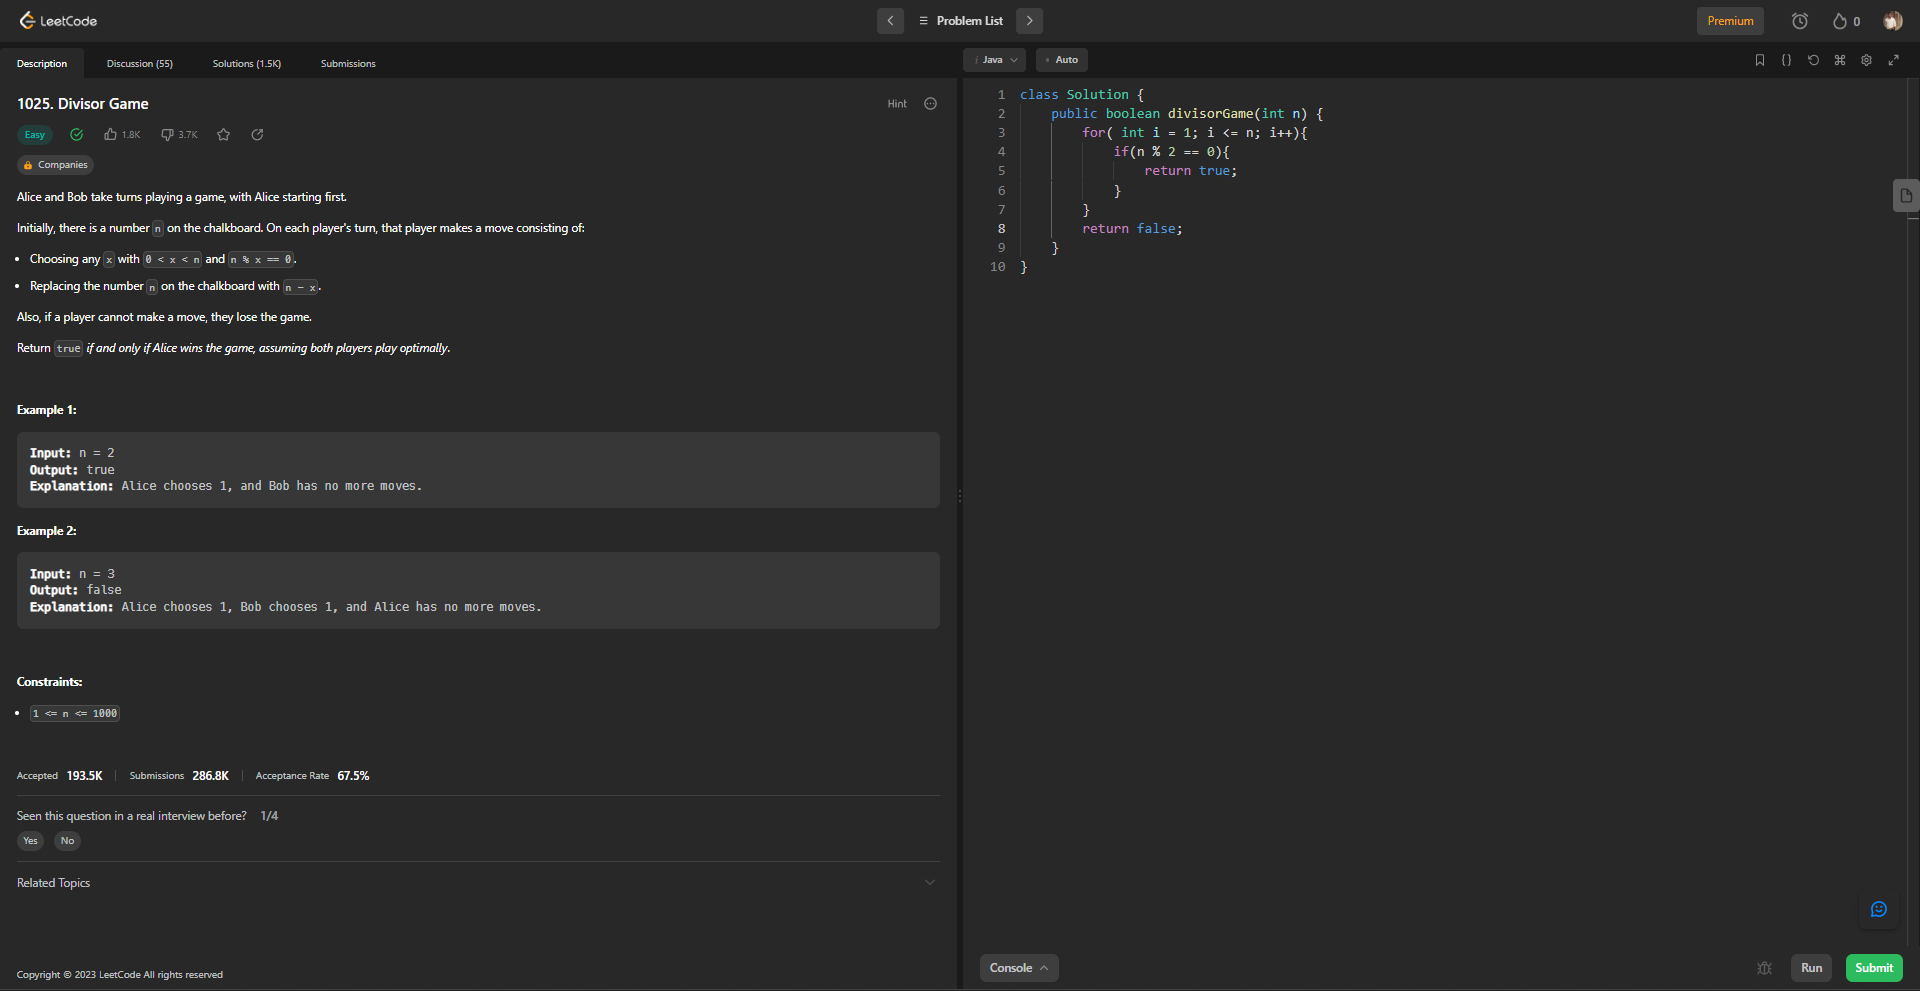 LeetCode
Problem List
Premium
0
Description
Discussion (55)
Solutions (1.5K)
Submissions
i Java
Auto
1025. Divisor Game
Hint
Easy
1.8K
3.7K
Companies
Alice and Bob take turns playing a game, with Alice starting first.
Initially, there is a number n on the chalkboard. On each player's turn, that player makes a move consisting of:
• Choosing any x with 0 < x < n and n % x == 0.
• Replacing the number n on the chalkboard with n - x.
Also, if a player cannot make a move, they lose the game.
Return true if and only if Alice wins the game, assuming both players play optimally.
Example 1:
Input: n = 2
Output: true
Explanation: Alice chooses 1, and Bob has no more moves.
Example 2:
Input: n = 3
Output: false
Explanation: Alice chooses 1, Bob chooses 1, and Alice has no more moves.
Constraints:
• 1 <= n <= 1000
Accepted 193.5K
Submissions 286.8K
Acceptance Rate 67.5%
Seen this question in a real interview before? 1/4
Yes
No
Related Topics
Copyright © 2023 LeetCode All rights reserved
1 class Solution {
2 public boolean divisorGame(int n) {
3 for( int i = 1; i <= n; i++){
4 if(n % 2 == 0){
5 return true;
6 }
7 }
8 return false;
9 }
10 }
Console
Run
Submit